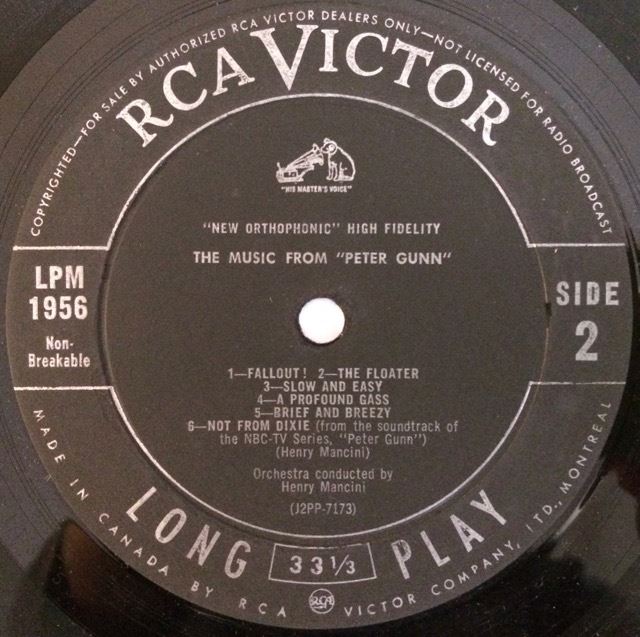 COPYRIGHTED—FOR SALE BY AUTHORIZED RCA VICTOR DEALERS ONLY—NOT LICENSED FOR RADIO BROADCAST
RCA VICTOR
"HIS MASTER'S VOICE"
"NEW ORTHOPHONIC" HIGH FIDELITY
THE MUSIC FROM "PETER GUNN"
LPM
1956
Non-
Breakable
SIDE
2
1—FALLOUT! 2—THE FLOATER
3—SLOW AND EASY
4—A PROFOUND GASS
5—BRIEF AND BREEZY
6—NOT FROM DIXIE (from the soundtrack of
the NBC-TV Series, "Peter Gunn")
(Henry Mancini)
Orchestra conducted by
Henry Mancini
(J2PP-7173)
LONG 33 1/3 PLAY
MADE IN CANADA BY RCA RCA VICTOR COMPANY, LTD., MONTREAL